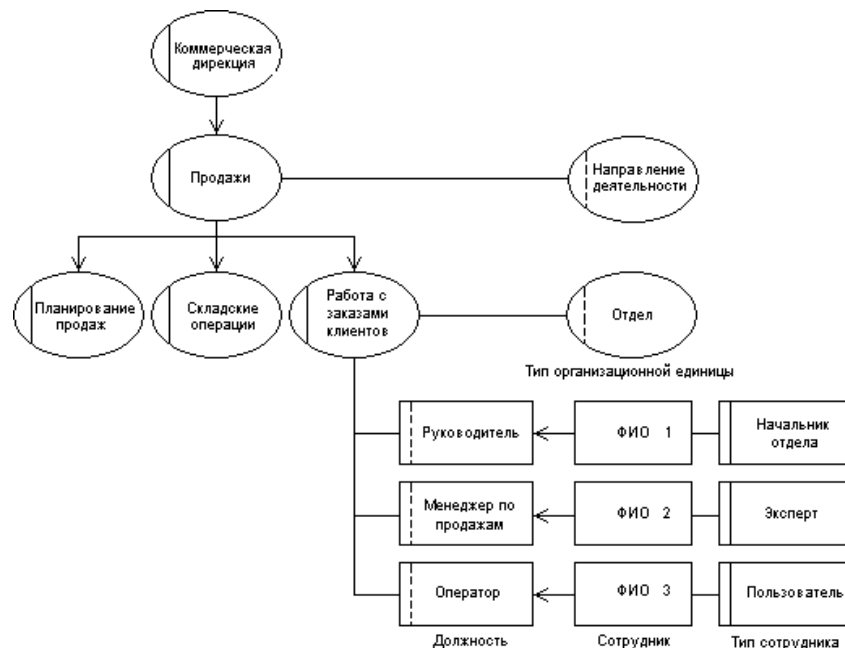 Коммерческая
дирекция
Продажи
Направление
деятельности
Планирование
продаж
Складские
операции
Работа с
заказами
клиентов
Отдел
Тип организационной единицы
Руководитель
ФИО 1
Начальник
отдела
Менеджер по
продажам
ФИО 2
Эксперт
Оператор
ФИО 3
Пользователь
Должность
Сотрудник
Тип сотрудника